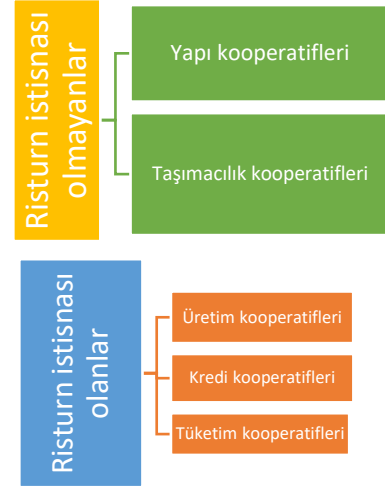 Risturn istisnası
olmayanlar
Yapı kooperatifleri
Taşımacılık kooperatifleri
Risturn istisnası
olanlar
Üretim kooperatifleri
Kredi kooperatifleri
Tüketim kooperatifleri